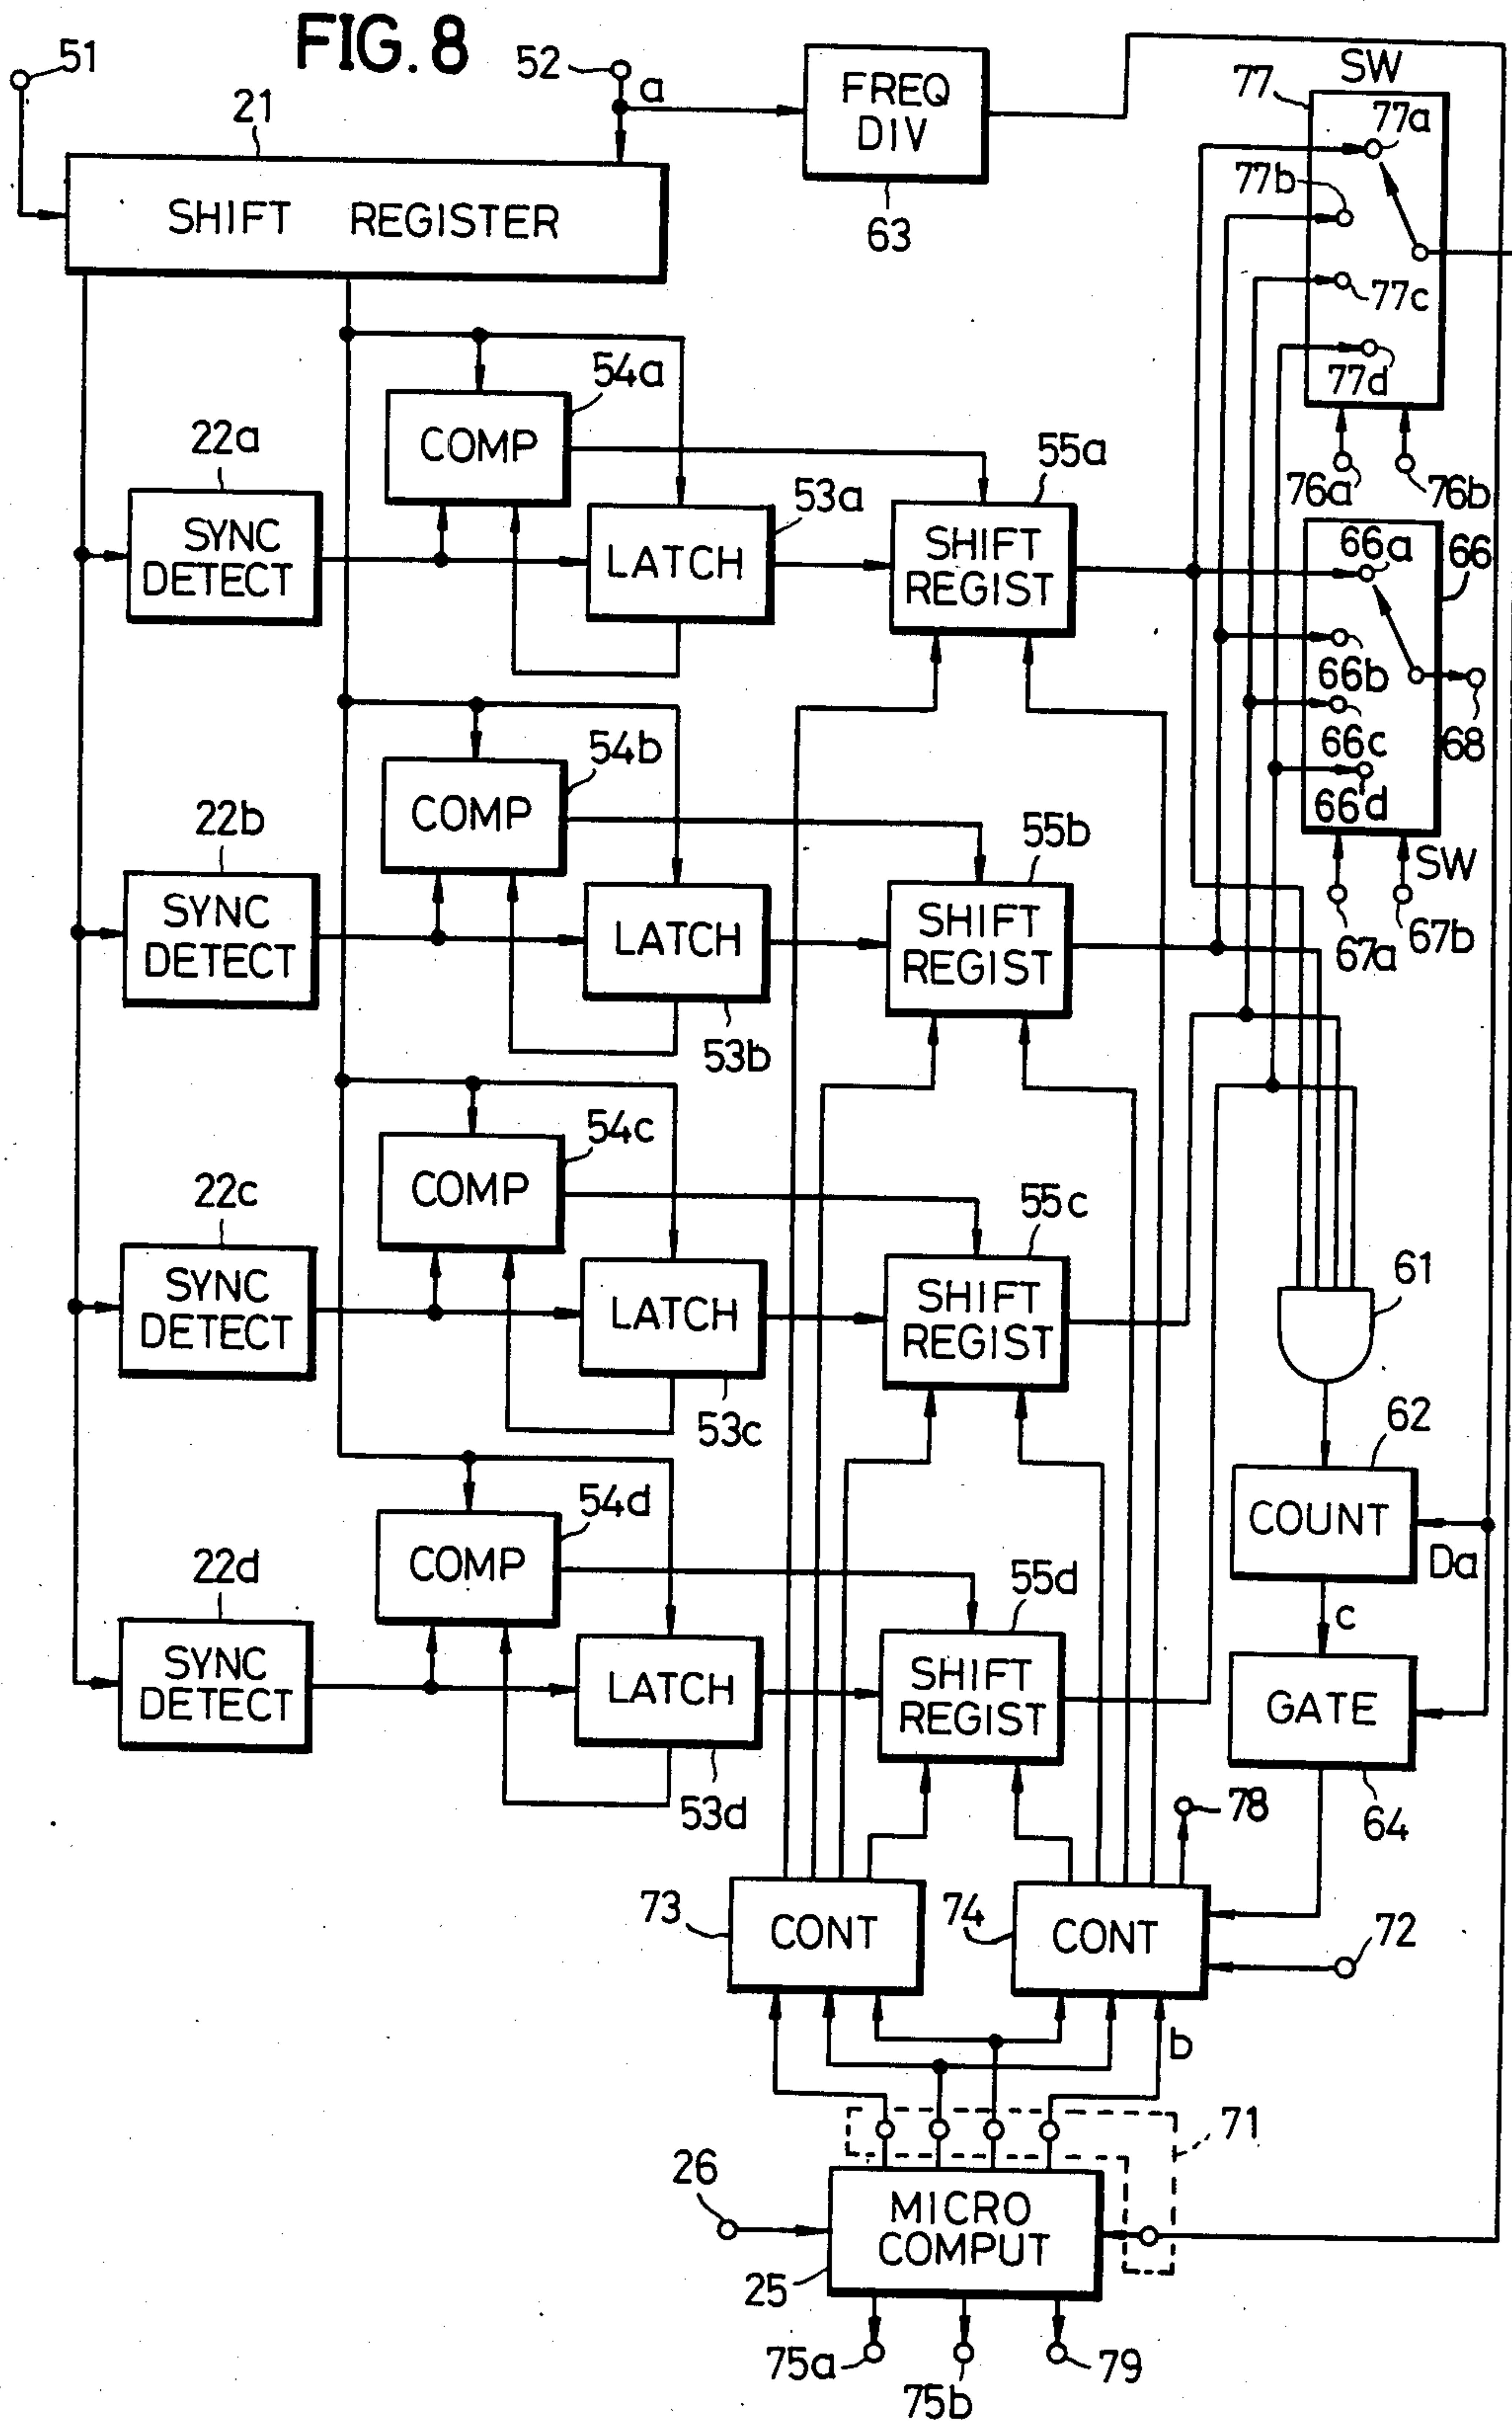 FIG. 8
51
52
a
21
SHIFT REGISTER
FREQ
DIV
63
SW
77
77a
77b
77c
77d
76a
76b
54a
COMP
22a
SYNC
DETECT
53a
LATCH
55a
SHIFT
REGIST
66a
66
66b
66c
66d
68
SW
67a
67b
54b
COMP
22b
SYNC
DETECT
LATCH
53b
55b
SHIFT
REGIST
54c
COMP
22c
SYNC
DETECT
LATCH
53c
55c
SHIFT
REGIST
61
62
COUNT
Da
c
54d
COMP
22d
SYNC
DETECT
LATCH
53d
55d
SHIFT
REGIST
GATE
64
78
73
CONT
74
CONT
72
b
71
26
MICRO
COMPUT
25
75a
75b
79